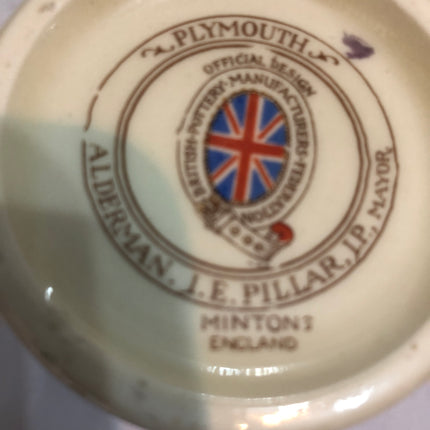 PLYMOUTH
OFFICIAL DESIGN
BRITISH·POTTERY·MANUFACTURERS·FEDERATION
ALDERMAN. J.E. PILLAR, J.P., MAYOR
MINTONS
ENGLAND